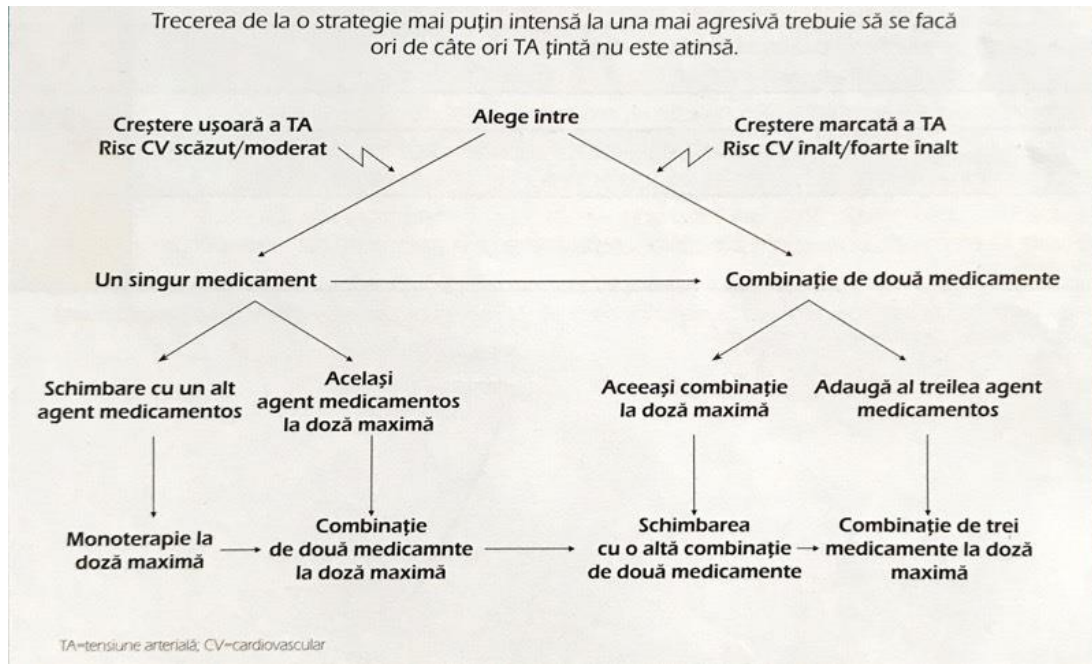 Trecerea de la o strategie mai puțin intensă la una mai agresivă trebuie să se facă
ori de câte ori TA țintă nu este atinsă.
Alege între
Creștere ușoară a TA
Risc CV scăzut/moderat
Creștere marcată a TA
Risc CV înalt/foarte înalt
Un singur medicament
Combinație de două medicamente
Schimbare cu un alt
agent medicamentos
Același
agent medicamentos
la doză maximă
Aceeași combinație
la doză maximă
Adaugă al treilea agent
medicamentos
Monoterapie la
doză maximă
Combinație
de două medicamnte
la doză maximă
Schimbarea
cu o altă combinație
de două medicamente
Combinație de trei
medicamente la doză
maximă
TA=tensiune arterială; CV=cardiovascular